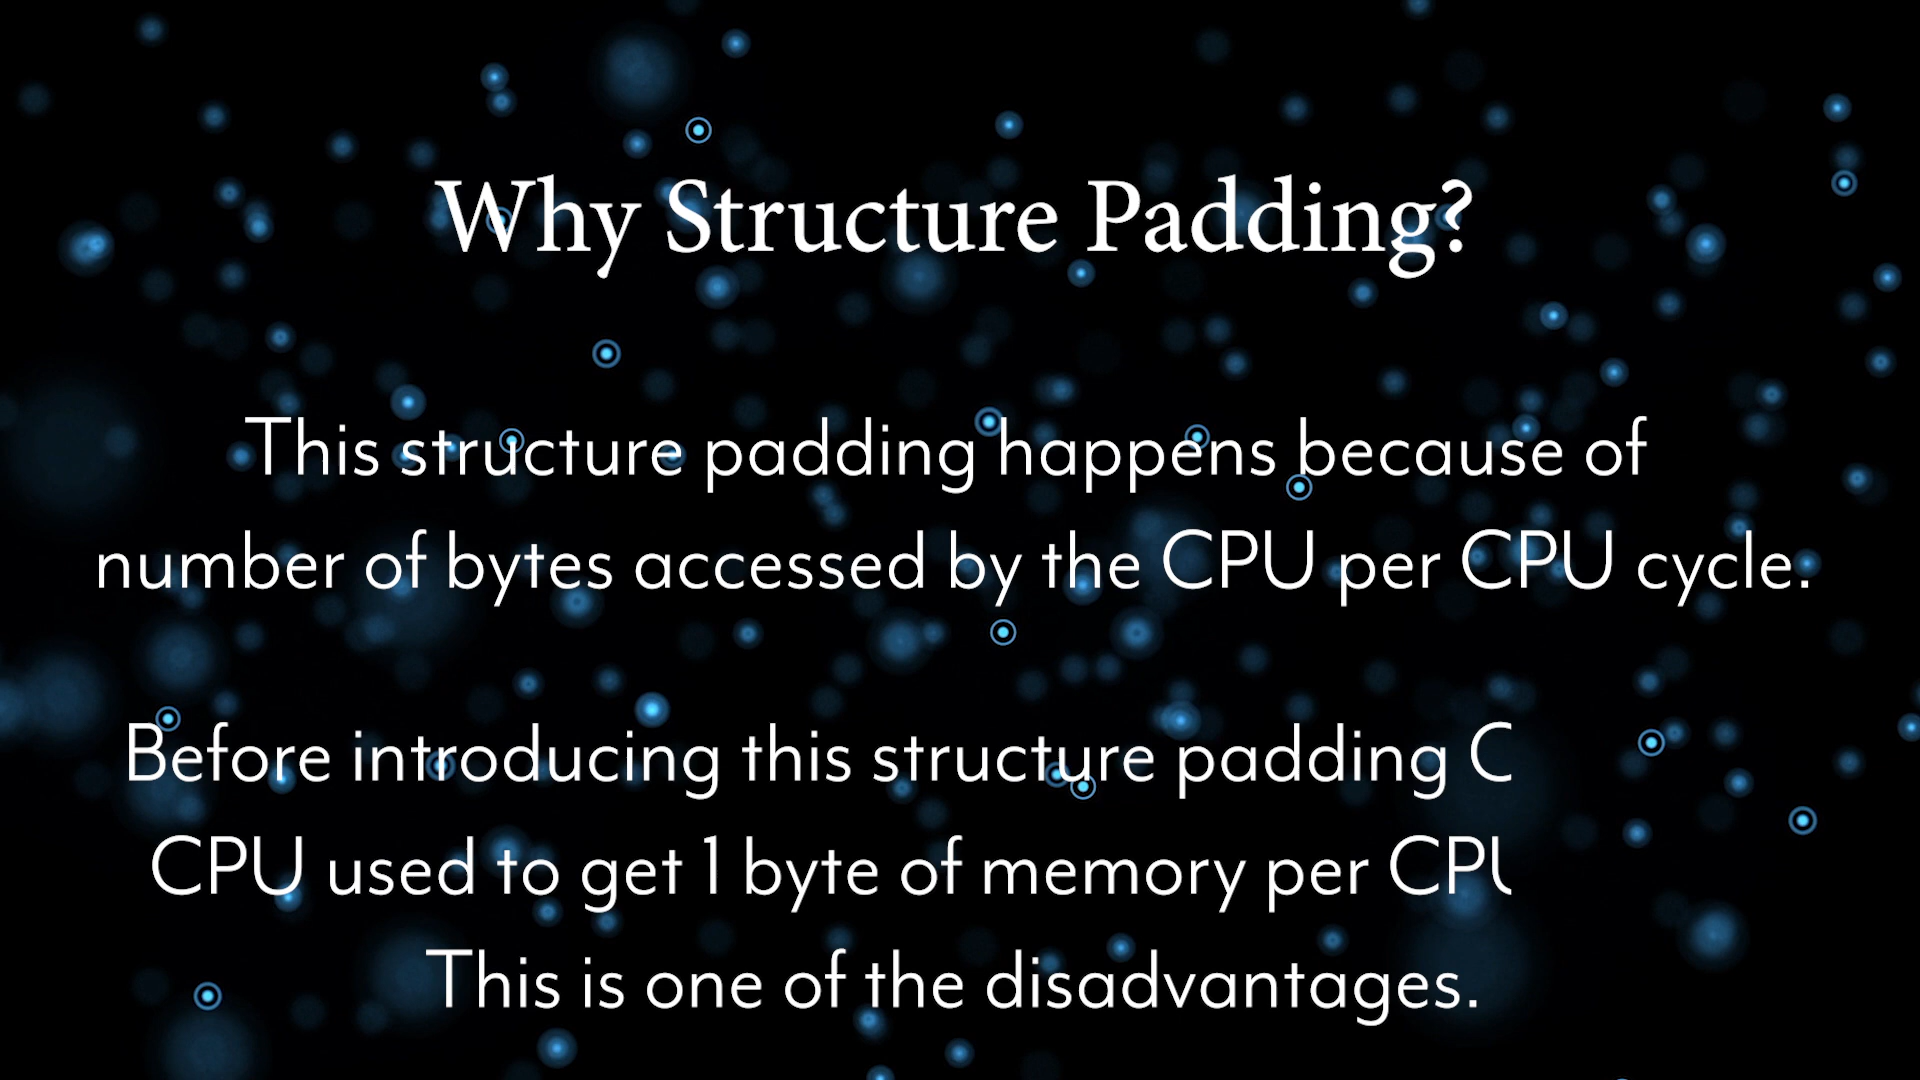 Why Structure Padding?
This structure padding happens because of
number of bytes accessed by the CPU per CPU cycle.
Before introducing this structure padding C
CPU used to get 1 byte of memory per
This is one of the disadvantages.